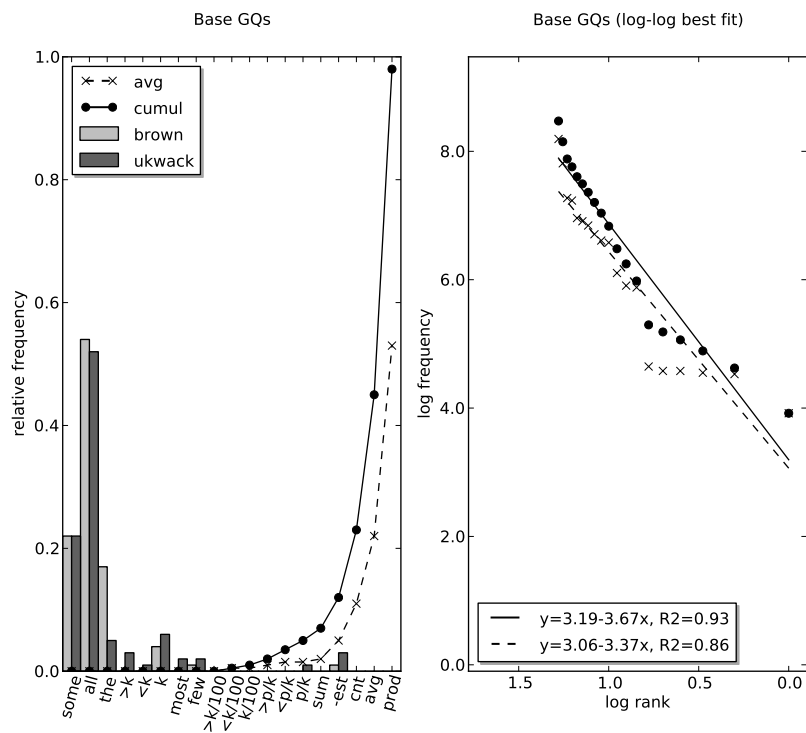 Base GQs
Base GQs (log-log best fit)
avg
cumul
brown
ukwack
1.0
0.8
0.6
0.4
0.2
0.0
relative frequency
some
all
the
>k
<k
k
most
few
>k/100
<k/100
k/100
>p/k
<p/k
p/k
sum
-est
cnt
avg
prod
8.0
6.0
4.0
2.0
0.0
log frequency
y=3.19-3.67x, R2=0.93
y=3.06-3.37x, R2=0.86
1.5
1.0
0.5
0.0
log rank